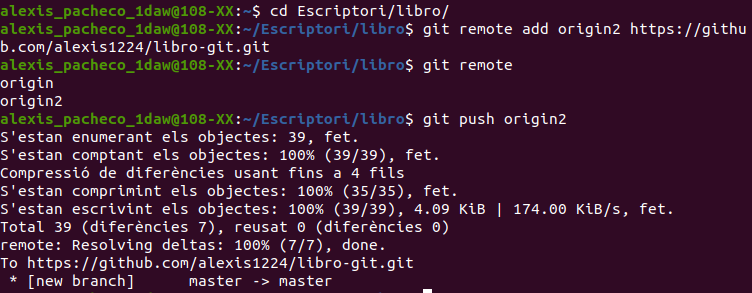 alexis_pacheco_1daw@108-XX:~$ cd Escriptori/libro/
alexis_pacheco_1daw@108-XX:~/Escriptori/libro$ git remote add origin2 https://githu
b.com/alexis1224/libro-git.git
alexis_pacheco_1daw@108-XX:~/Escriptori/libro$ git remote
origin
origin2
alexis_pacheco_1daw@108-XX:~/Escriptori/libro$ git push origin2
S'estan enumerant els objectes: 39, fet.
S'estan comptant els objectes: 100% (39/39), fet.
Compressió de diferències usant fins a 4 fils
S'estan comprimint els objectes: 100% (35/35), fet.
S'estan escrivint els objectes: 100% (39/39), 4.09 KiB | 174.00 KiB/s, fet.
Total 39 (diferències 7), reusat 0 (diferències 0)
remote: Resolving deltas: 100% (7/7), done.
To https://github.com/alexis1224/libro-git.git
 * [new branch]      master -> master